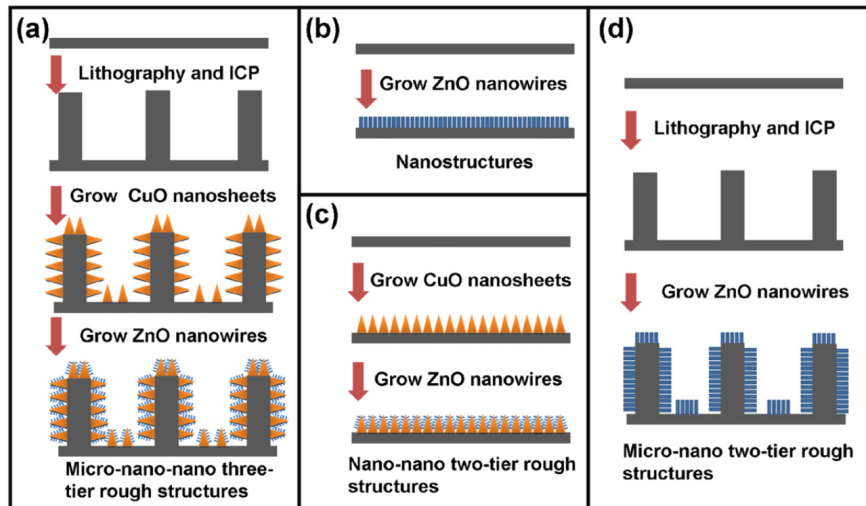 (a)
Lithography and ICP
Grow CuO nanosheets
Grow ZnO nanowires
Micro-nano-nano three-
tier rough structures
(b)
Grow ZnO nanowires
Nanostructures
(c)
Grow CuO nanosheets
Grow ZnO nanowires
Nano-nano two-tier rough
structures
(d)
Lithography and ICP
Grow ZnO nanowires
Micro-nano two-tier rough
structures